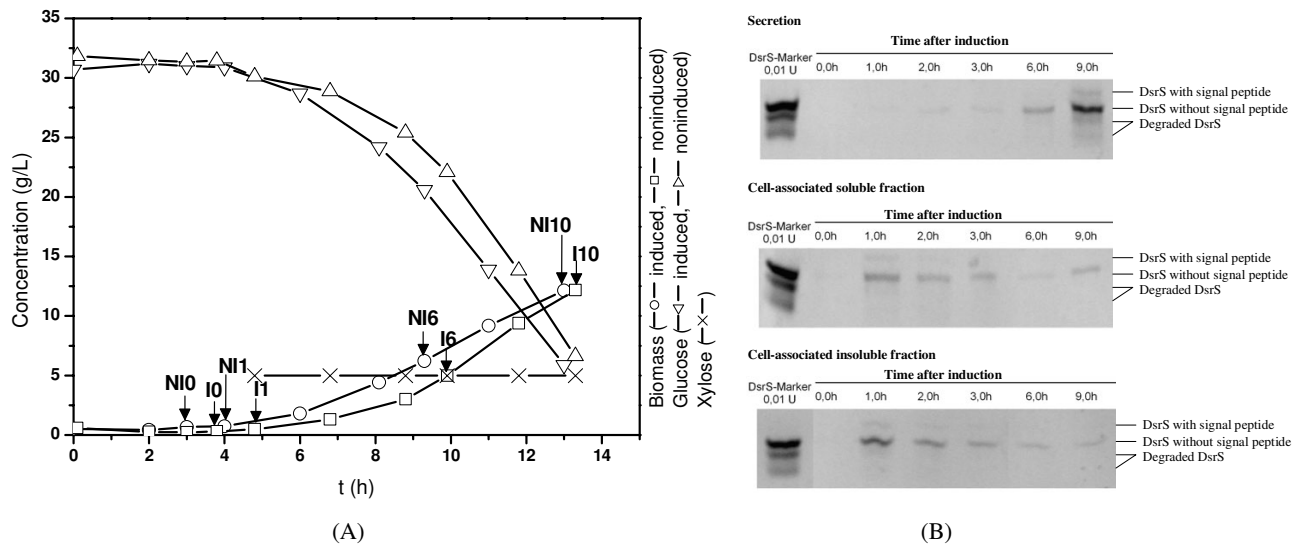 35
30
25
20
15
10
5
0
Concentration (g/L)
NI0
I0
NI1
I1
NI6
I6
NI10
I10
0 2 4 6 8 10 12 14
t (h)
Biomass (—○— induced, —□— noninduced)
Glucose (—▽— induced, —△— noninduced)
Xylose (—×—)
(A)
Secretion
Time after induction
DsrS-Marker
0,01 U
0,0h 1,0h 2,0h 3,0h 6,0h 9,0h
DsrS with signal peptide
DsrS without signal peptide
Degraded DsrS
Cell-associated soluble fraction
Time after induction
DsrS-Marker
0,01 U
0,0h 1,0h 2,0h 3,0h 6,0h 9,0h
DsrS with signal peptide
DsrS without signal peptide
Degraded DsrS
Cell-associated insoluble fraction
Time after induction
DsrS-Marker
0,01 U
0,0h 1,0h 2,0h 3,0h 6,0h 9,0h
DsrS with signal peptide
DsrS without signal peptide
Degraded DsrS
(B)